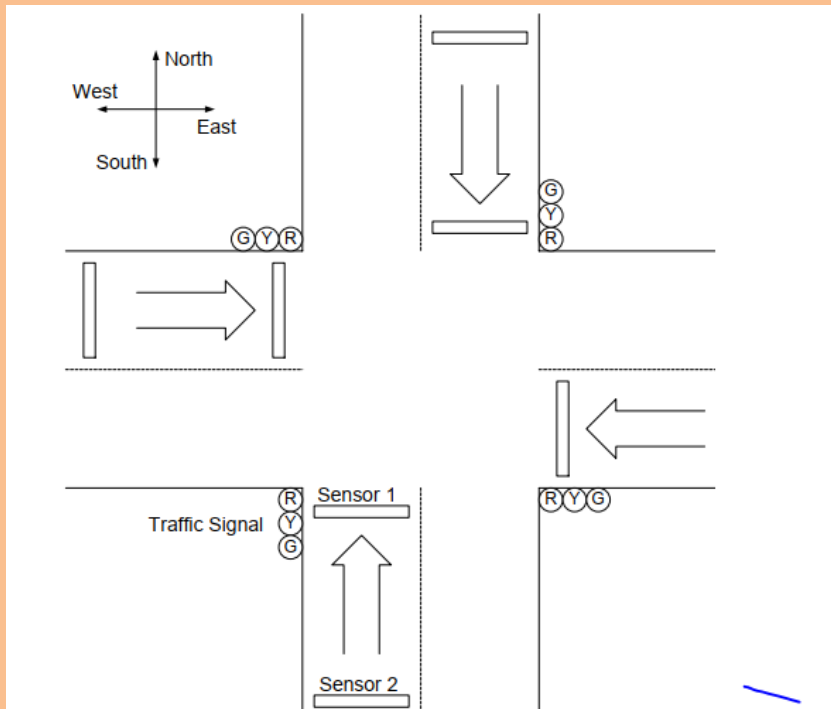 North
West
East
South
G
Y
R
G Y R
R Y G
Sensor 1
R
Y
G
Traffic Signal
Sensor 2